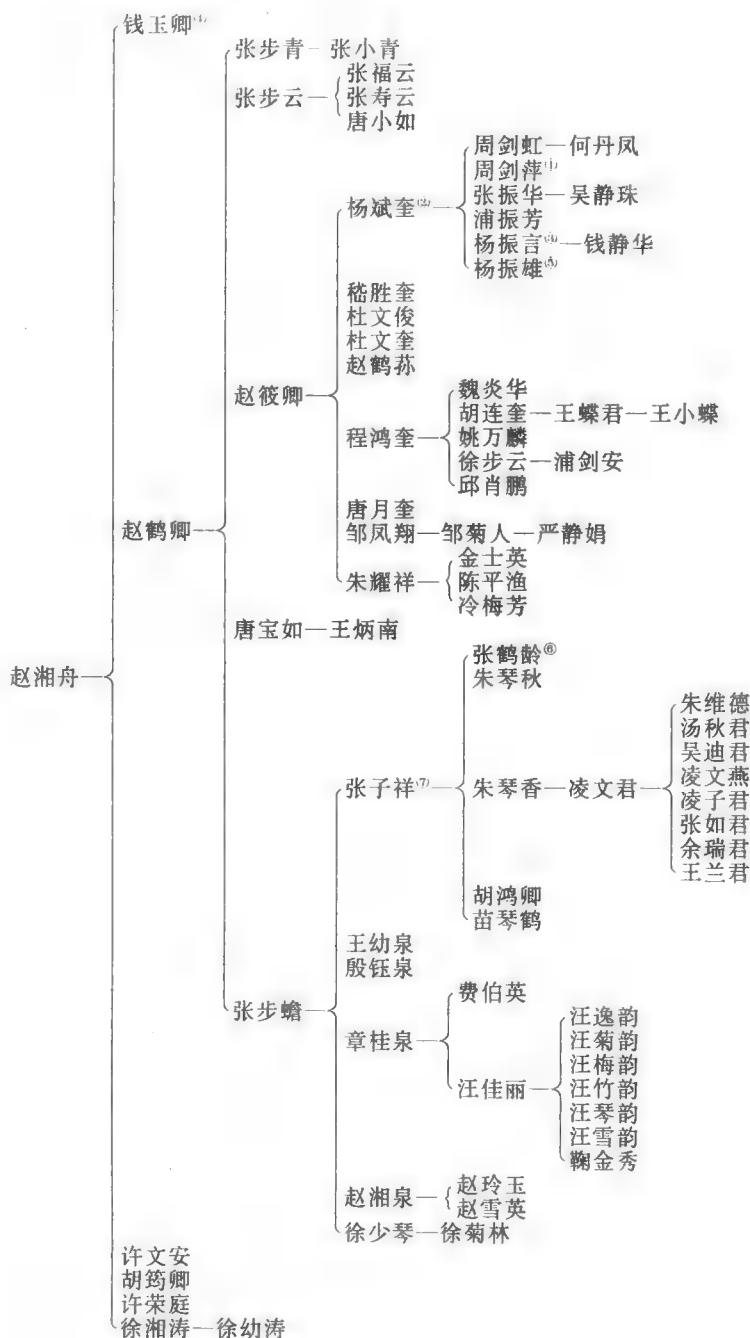 钱玉卿⁽⁴⁾
张步青—张小青
张步云—张福云
张寿云
唐小如
周剑虹—何丹凤
周剑萍⁽¹⁾
杨斌奎⁽²⁾—张振华—吴静珠
浦振芳
杨振言⁽³⁾—钱静华
杨振雄⁽⁵⁾
嵇胜奎
杜文俊
杜文奎
赵鹤荪
赵筱卿—
魏炎华
胡连奎—王蝶君—王小蝶
程鸿奎—姚万麟
徐步云—浦剑安
邱肖鹏
唐月奎
赵鹤卿—
邹凤翔—邹菊人—严静娟
金士英
朱耀祥—陈平渔
冷梅芳
唐宝如—王炳南
赵湘舟—
张鹤龄⑥
朱琴秋
张子祥⁽⁷⁾—朱琴香—凌文君—
朱维德
汤秋君
吴迪君
凌文燕
凌子君
张如君
余瑞君
王兰君
胡鸿卿
苗琴鹤
王幼泉
殷钰泉
张步蟾—
费伯英
章桂泉—
汪佳丽—
汪逸韵
汪菊韵
汪梅韵
汪竹韵
汪琴韵
汪雪韵
鞠金秀
赵湘泉—赵玲玉
赵雪英
徐少琴—徐菊林
许文安
胡筠卿
许荣庭
徐湘涛—徐幼涛